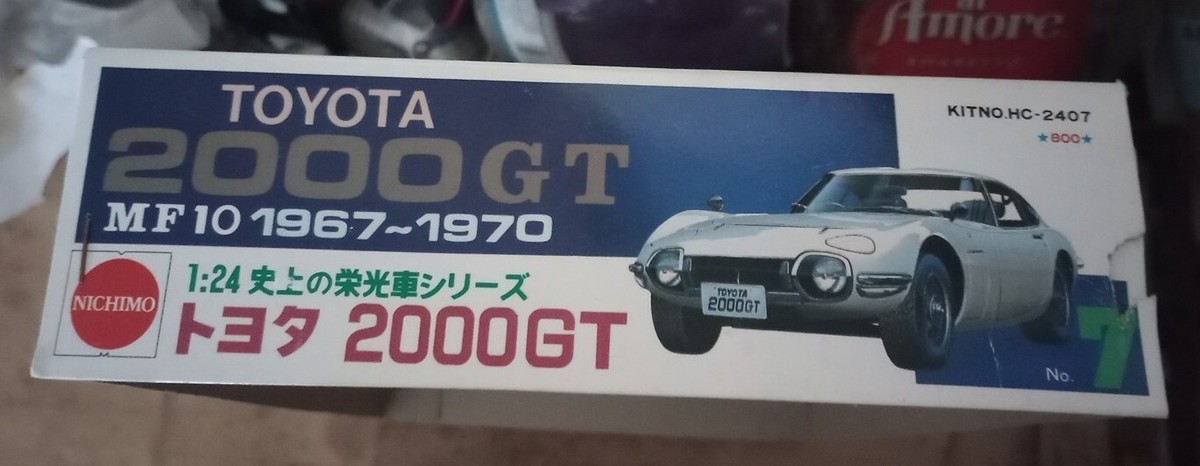 Amore
TOYOTA
2000GT
MF10 1967~1970
KITNO.HC-2407
★800★
NICHIMO
1:24 史上の栄光車シリーズ
トヨタ 2000GT
TOYOTA
2000GT
No. 7